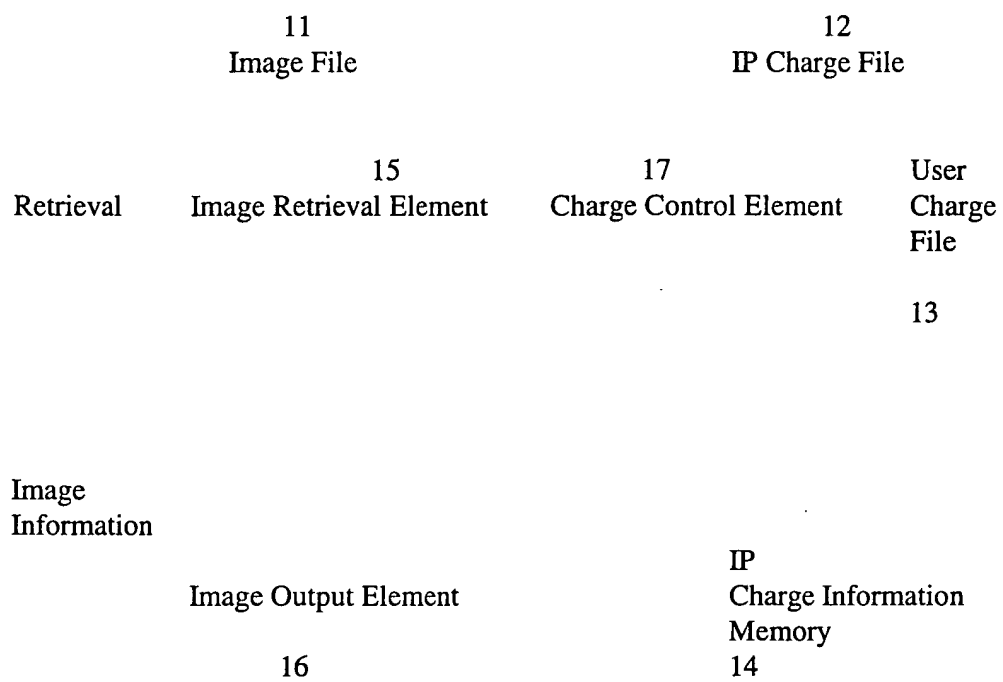 11
Image File
12
IP Charge File
Retrieval
15
Image Retrieval Element
17
Charge Control Element
User
Charge
File
13
Image
Information
Image Output Element
16
IP
Charge Information
Memory
14